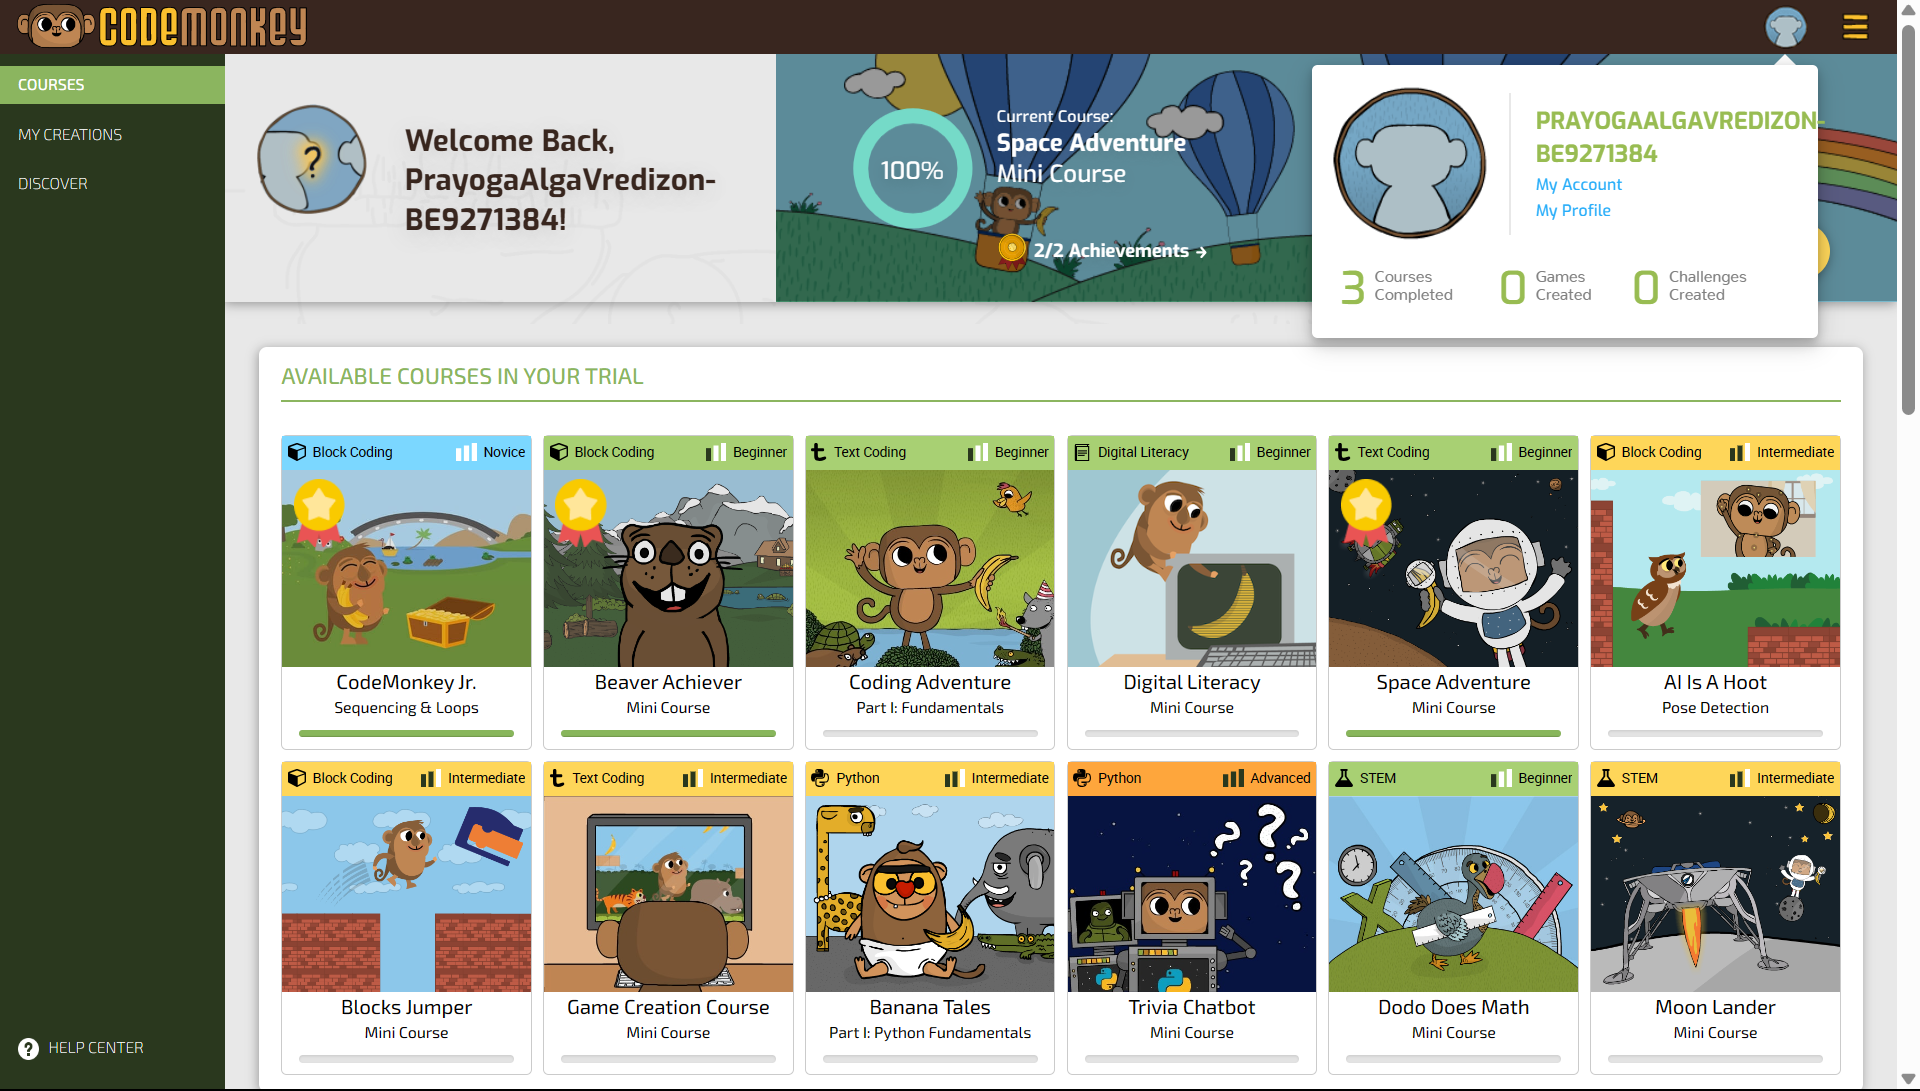 CODEMONKEY
COURSES
MY CREATIONS
DISCOVER
HELP CENTER
?
Welcome Back,
PrayogaAlgaVredizon-
BE9271384!
100%
Current Course:
Space Adventure
Mini Course
2/2 Achievements →
PRAYOGAALGAVREDIZON-
BE9271384
My Account
My Profile
3 Courses Completed
0 Games Created
0 Challenges Created
AVAILABLE COURSES IN YOUR TRIAL
Block Coding Novice
CodeMonkey Jr.
Sequencing & Loops
Block Coding Beginner
Beaver Achiever
Mini Course
Text Coding Beginner
Coding Adventure
Part I: Fundamentals
Digital Literacy Beginner
Digital Literacy
Mini Course
Text Coding Beginner
Space Adventure
Mini Course
Block Coding Intermediate
AI Is A Hoot
Pose Detection
Block Coding Intermediate
Blocks Jumper
Mini Course
Text Coding Intermediate
Game Creation Course
Mini Course
Python Intermediate
Banana Tales
Part I: Python Fundamentals
Python Advanced
? ? ? ? ?
Trivia Chatbot
Mini Course
STEM Beginner
Dodo Does Math
Mini Course
STEM Intermediate
Moon Lander
Mini Course